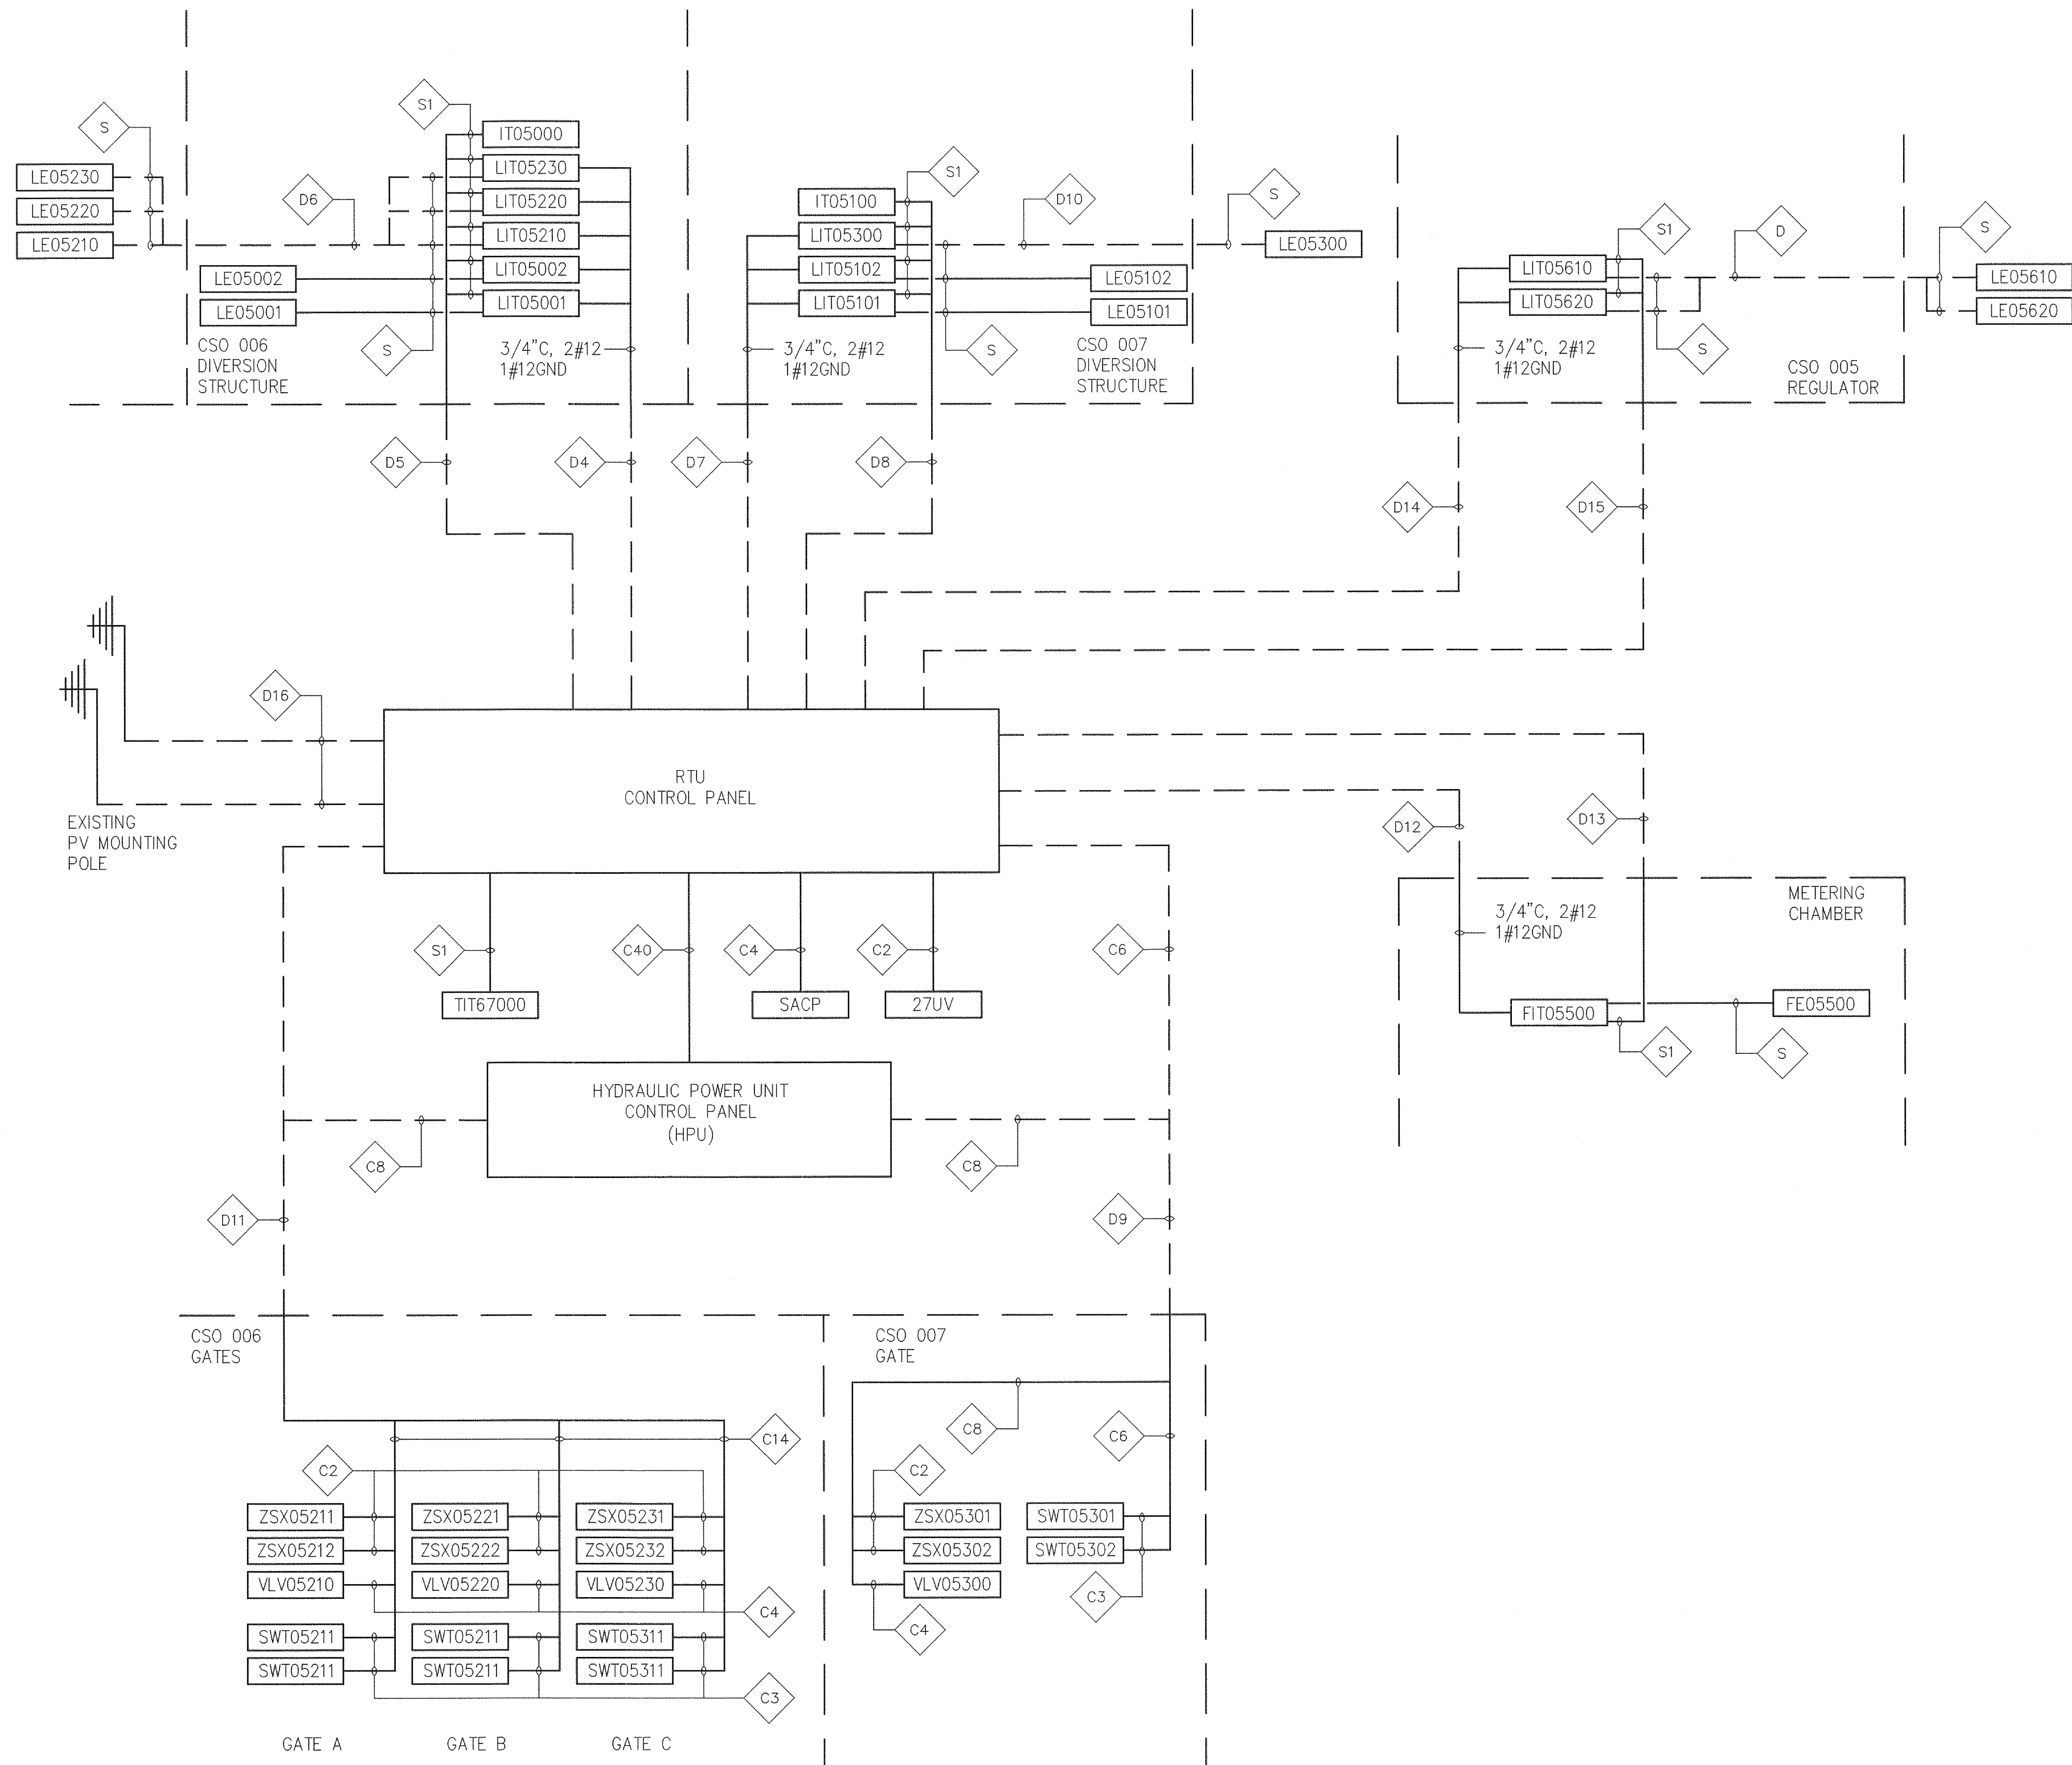 S1
S
IT05000
LE05230
LIT05230
D6
LE05220
LIT05220
LE05210
LIT05210
LE05002
LIT05002
LE05001
LIT05001
CSO 006
DIVERSION
STRUCTURE
S
3/4"C, 2#12
1#12GND
S1
IT05100
D10
S
LIT05300
LE05300
LIT05102
LE05102
LIT05101
LE05101
3/4"C, 2#12
1#12GND
S
CSO 007
DIVERSION
STRUCTURE
S1
D
S
LIT05610
LE05610
LIT05620
LE05620
3/4"C, 2#12
1#12GND
S
CSO 005
REGULATOR
D5
D4
D7
D8
D14
D15
D16
RTU
CONTROL PANEL
EXISTING
PV MOUNTING
POLE
D12
D13
METERING
CHAMBER
3/4"C, 2#12
1#12GND
S1
C40
C4
C2
C6
TIT67000
SACP
27UV
FIT05500
FE05500
S1
S
HYDRAULIC POWER UNIT
CONTROL PANEL
(HPU)
C8
C8
D11
D9
CSO 006
GATES
CSO 007
GATE
C14
C8
C6
C2
C2
ZSX05211
ZSX05221
ZSX05231
ZSX05301
SWT05301
ZSX05212
ZSX05222
ZSX05232
ZSX05302
SWT05302
VLV05210
VLV05220
VLV05230
VLV05300
C3
C4
C4
SWT05211
SWT05211
SWT05311
SWT05211
SWT05211
SWT05311
C3
GATE A
GATE B
GATE C